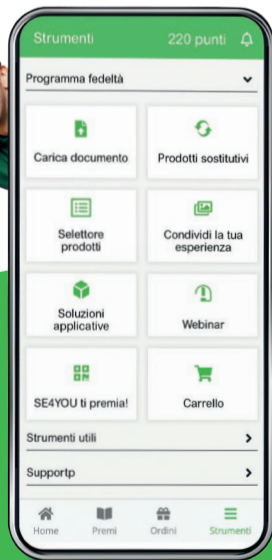 Strumenti 220 punti
Programma fedeltà
Carica documento Prodotti sostitutivi
Selettore Condividi la tua
prodotti esperienza
Soluzioni
applicative Webinar
SE4YOU ti premia! Carrello
Strumenti utili
Supportp
Home Premi Ordini Strumenti